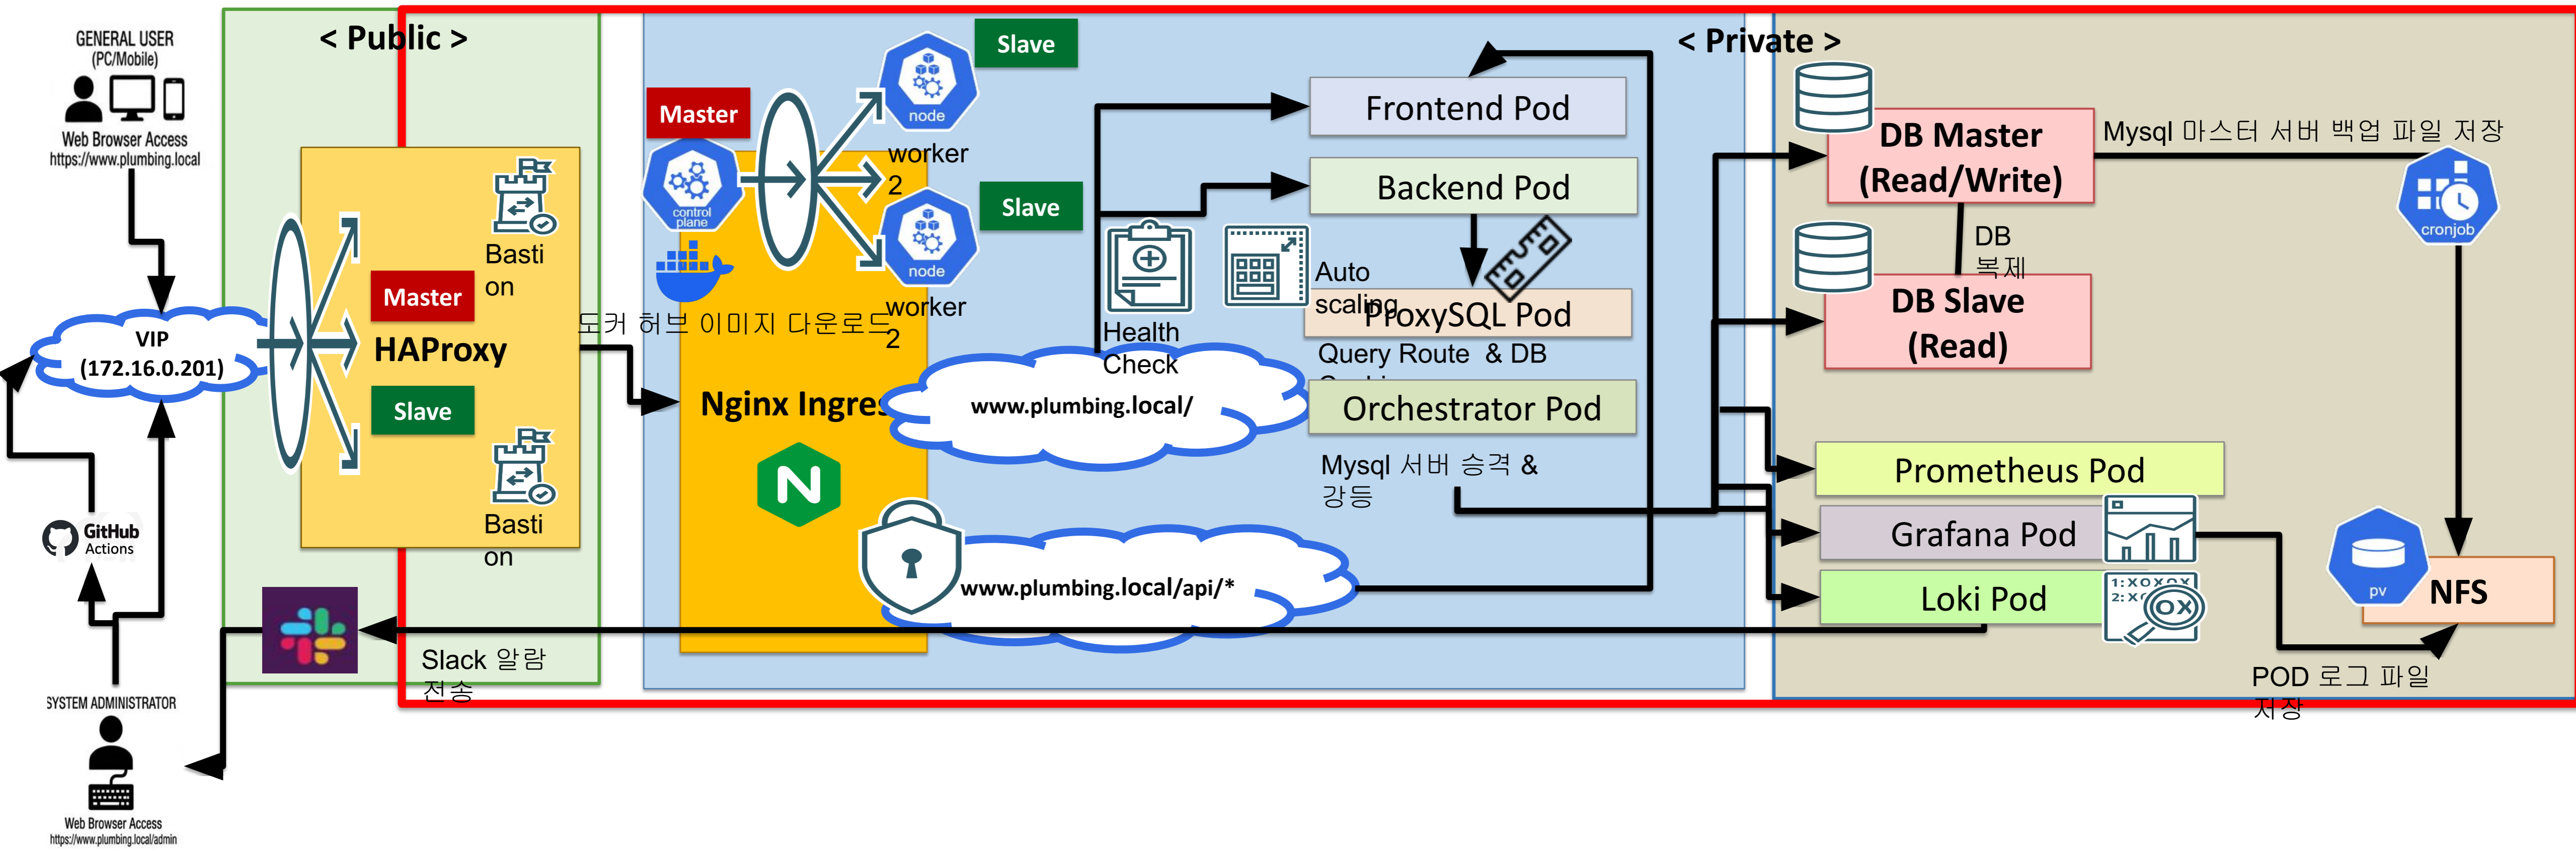 GENERAL USER
(PC/Mobile)
Web Browser Access
https://www.plumbing.local
VIP
(172.16.0.201)
GitHub
Actions
SYSTEM ADMINISTRATOR
Web Browser Access
https://www.plumbing.local/admin
< Public >
Basti
on
Master
HAProxy
Slave
Basti
on
Slack 알람
전송
도커 허브 이미지 다운로드
Master
control
plane
Slave
node
worker
2
Slave
node
worker
2
Nginx Ingres
www.plumbing.local/
www.plumbing.local/api/*
Health
Check
Auto
scaling
Frontend Pod
Backend Pod
ProxySQL Pod
Query Route & DB
Orchestrator Pod
Mysql 서버 승격 &
강등
< Private >
DB Master
(Read/Write)
Mysql 마스터 서버 백업 파일 저장
cronjob
DB
복제
DB Slave
(Read)
Prometheus Pod
Grafana Pod
Loki Pod
1:XOXOX
OX
pv
NFS
POD 로그 파일
저장